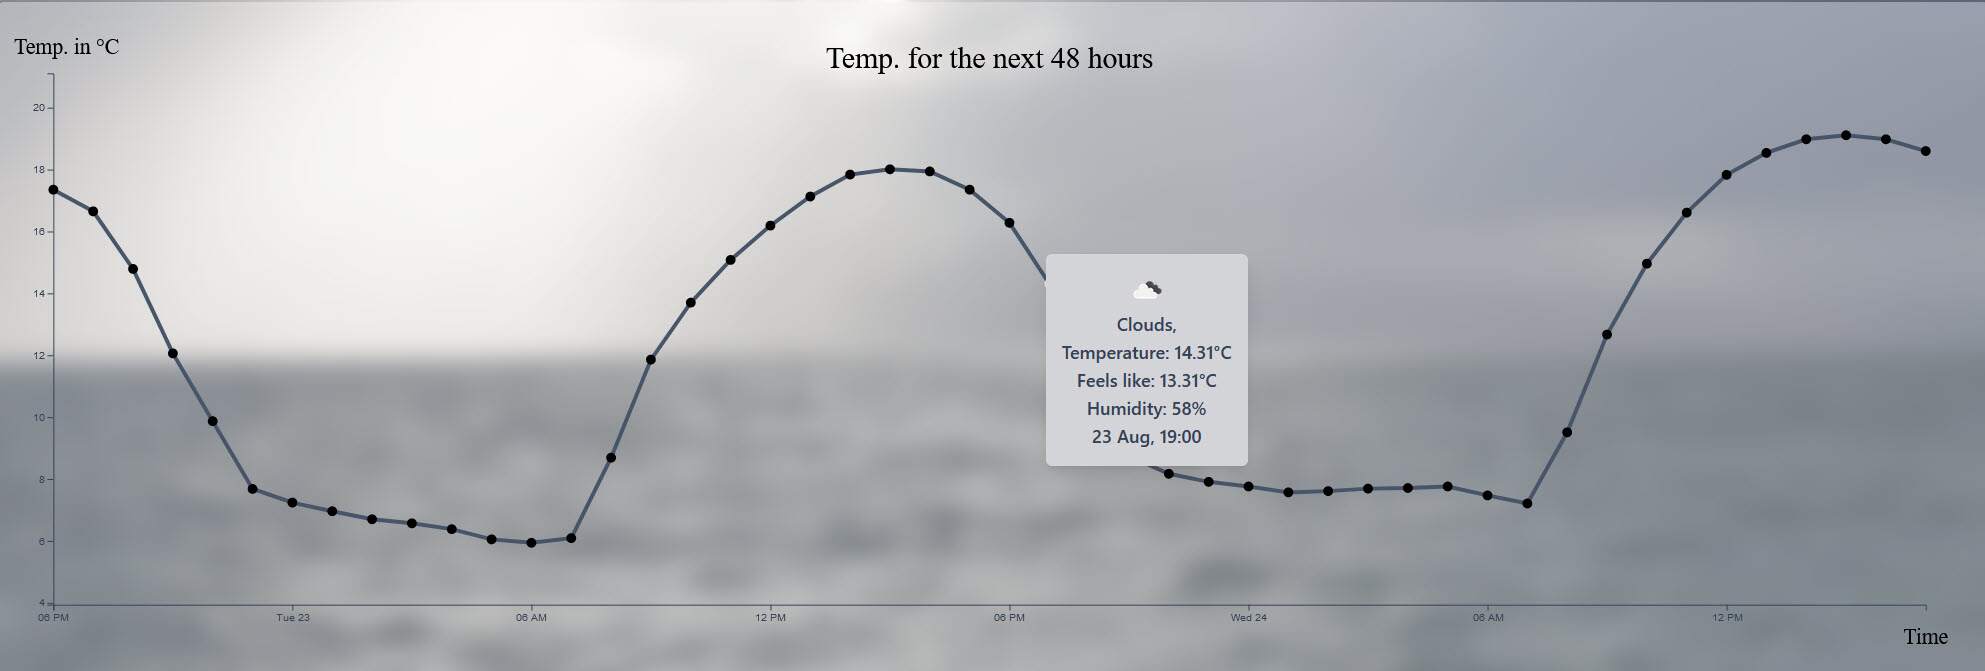 Temp. in °C
Temp. for the next 48 hours
20
18
16
14
12
10
8
6
4
Clouds,
Temperature: 14.31°C
Feels like: 13.31°C
Humidity: 58%
23 Aug, 19:00
06 PM Tue 23 06 AM 12 PM 06 PM Wed 24 06 AM 12 PM
Time